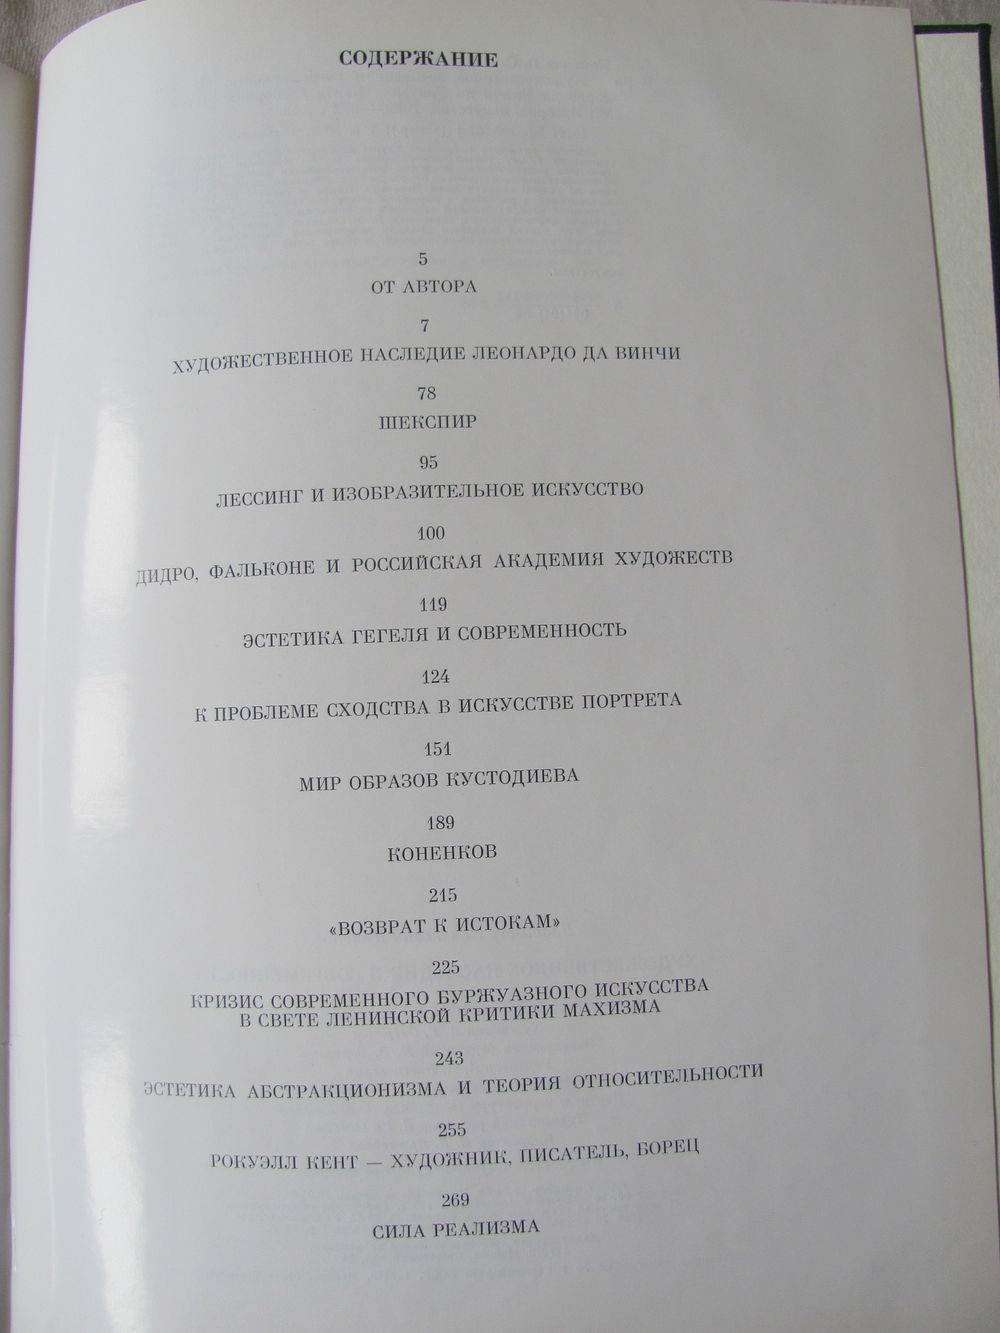 СОДЕРЖАНИЕ
5
ОТ АВТОРА
7
ХУДОЖЕСТВЕННОЕ НАСЛЕДИЕ ЛЕОНАРДО ДА ВИНЧИ
78
ШЕКСПИР
95
ЛЕССИНГ И ИЗОБРАЗИТЕЛЬНОЕ ИСКУССТВО
100
ДИДРО, ФАЛЬКОНЕ И РОССИЙСКАЯ АКАДЕМИЯ ХУДОЖЕСТВ
119
ЭСТЕТИКА ГЕГЕЛЯ И СОВРЕМЕННОСТЬ
124
К ПРОБЛЕМЕ СХОДСТВА В ИСКУССТВЕ ПОРТРЕТА
151
МИР ОБРАЗОВ КУСТОДИЕВА
189
КОНЕНКОВ
215
«ВОЗВРАТ К ИСТОКАМ»
225
КРИЗИС СОВРЕМЕННОГО БУРЖУАЗНОГО ИСКУССТВА
В СВЕТЕ ЛЕНИНСКОЙ КРИТИКИ МАХИЗМА
243
ЭСТЕТИКА АБСТРАКЦИОНИЗМА И ТЕОРИЯ ОТНОСИТЕЛЬНОСТИ
255
РОКУЭЛЛ КЕНТ — ХУДОЖНИК, ПИСАТЕЛЬ, БОРЕЦ
269
СИЛА РЕАЛИЗМА